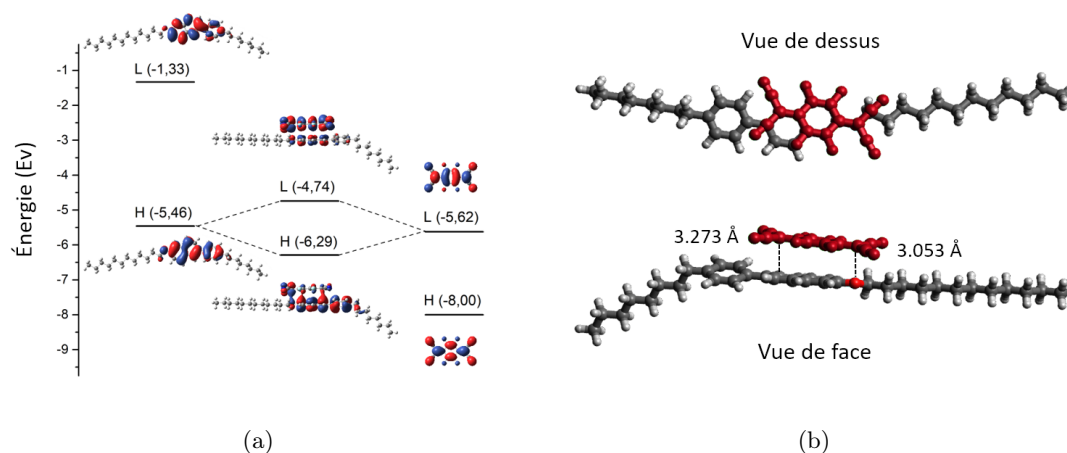 Énergie (Ev)
-1
-2
-3
-4
-5
-6
-7
-8
-9
L (-1,33)
H (-5,46)
L (-4,74)
H (-6,29)
L (-5,62)
H (-8,00)
(a)
Vue de dessus
3.273 Å
3.053 Å
Vue de face
(b)